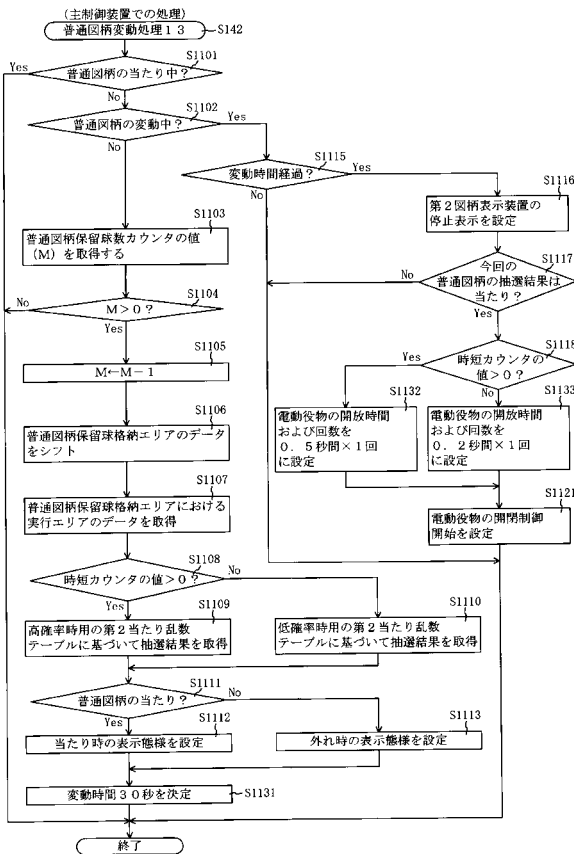 (主制御装置での処理)
普通図柄変動処理13
S142
S1101
普通図柄の当たり中?
Yes
No
S1102
普通図柄の変動中?
Yes
No
S1103
普通図柄保留球数カウンタの値
(M)を取得する
S1104
M>0?
No
Yes
S1105
M←M−1
S1106
普通図柄保留球格納エリアのデータ
をシフト
S1107
普通図柄保留球格納エリアにおける
実行エリアのデータを取得
S1108
時短カウンタの値>0?
No
Yes
S1109
高確率時用の第2当たり乱数
テーブルに基づいて抽選結果を取得
S1110
低確率時用の第2当たり乱数
テーブルに基づいて抽選結果を取得
S1111
普通図柄の当たり?
No
Yes
S1112
当たり時の表示態様を設定
S1113
外れ時の表示態様を設定
変動時間30秒を決定
S1131
終了
S1115
変動時間経過?
Yes
No
S1116
第2図柄表示装置の
停止表示を設定
S1117
今回の
普通図柄の抽選結果は
当たり?
No
Yes
S1118
時短カウンタの
値>0?
Yes
No
S1132
電動役物の開放時間
および回数を
0.5秒間×1回
に設定
S1133
電動役物の開放時間
および回数を
0.2秒間×1回
に設定
S1121
電動役物の開閉制御
開始を設定